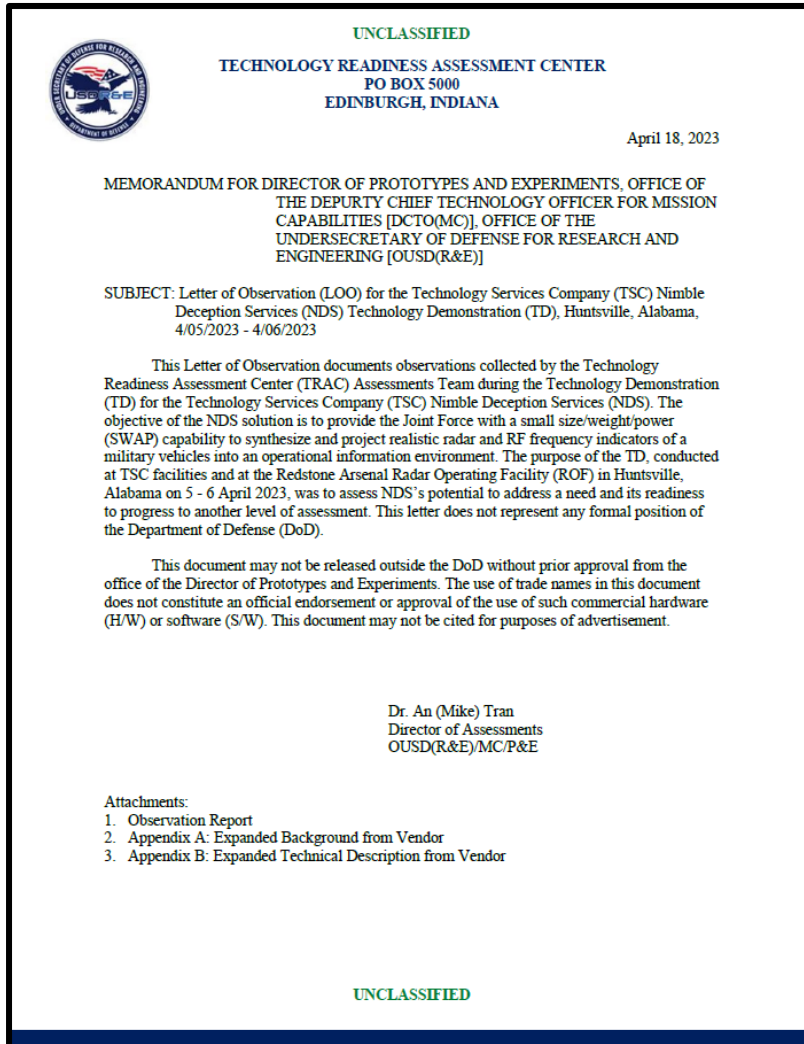 UNCLASSIFIED
UNDER SECRETARY OF DEFENSE FOR RESEARCH AND ENGINEERING
USDR&E
DEPARTMENT OF DEFENSE
TECHNOLOGY READINESS ASSESSMENT CENTER
PO BOX 5000
EDINBURGH, INDIANA
April 18, 2023
MEMORANDUM FOR DIRECTOR OF PROTOTYPES AND EXPERIMENTS, OFFICE OF
THE DEPURTY CHIEF TECHNOLOGY OFFICER FOR MISSION
CAPABILITIES [DCTO(MC)], OFFICE OF THE
UNDERSECRETARY OF DEFENSE FOR RESEARCH AND
ENGINEERING [OUSD(R&E)]
SUBJECT: Letter of Observation (LOO) for the Technology Services Company (TSC) Nimble
Deception Services (NDS) Technology Demonstration (TD), Huntsville, Alabama,
4/05/2023 - 4/06/2023
This Letter of Observation documents observations collected by the Technology
Readiness Assessment Center (TRAC) Assessments Team during the Technology Demonstration
(TD) for the Technology Services Company (TSC) Nimble Deception Services (NDS). The
objective of the NDS solution is to provide the Joint Force with a small size/weight/power
(SWAP) capability to synthesize and project realistic radar and RF frequency indicators of a
military vehicles into an operational information environment. The purpose of the TD, conducted
at TSC facilities and at the Redstone Arsenal Radar Operating Facility (ROF) in Huntsville,
Alabama on 5 - 6 April 2023, was to assess NDS's potential to address a need and its readiness
to progress to another level of assessment. This letter does not represent any formal position of
the Department of Defense (DoD).
This document may not be released outside the DoD without prior approval from the
office of the Director of Prototypes and Experiments. The use of trade names in this document
does not constitute an official endorsement or approval of the use of such commercial hardware
(H/W) or software (S/W). This document may not be cited for purposes of advertisement.
Dr. An (Mike) Tran
Director of Assessments
OUSD(R&E)/MC/P&E
Attachments:
1. Observation Report
2. Appendix A: Expanded Background from Vendor
3. Appendix B: Expanded Technical Description from Vendor
UNCLASSIFIED